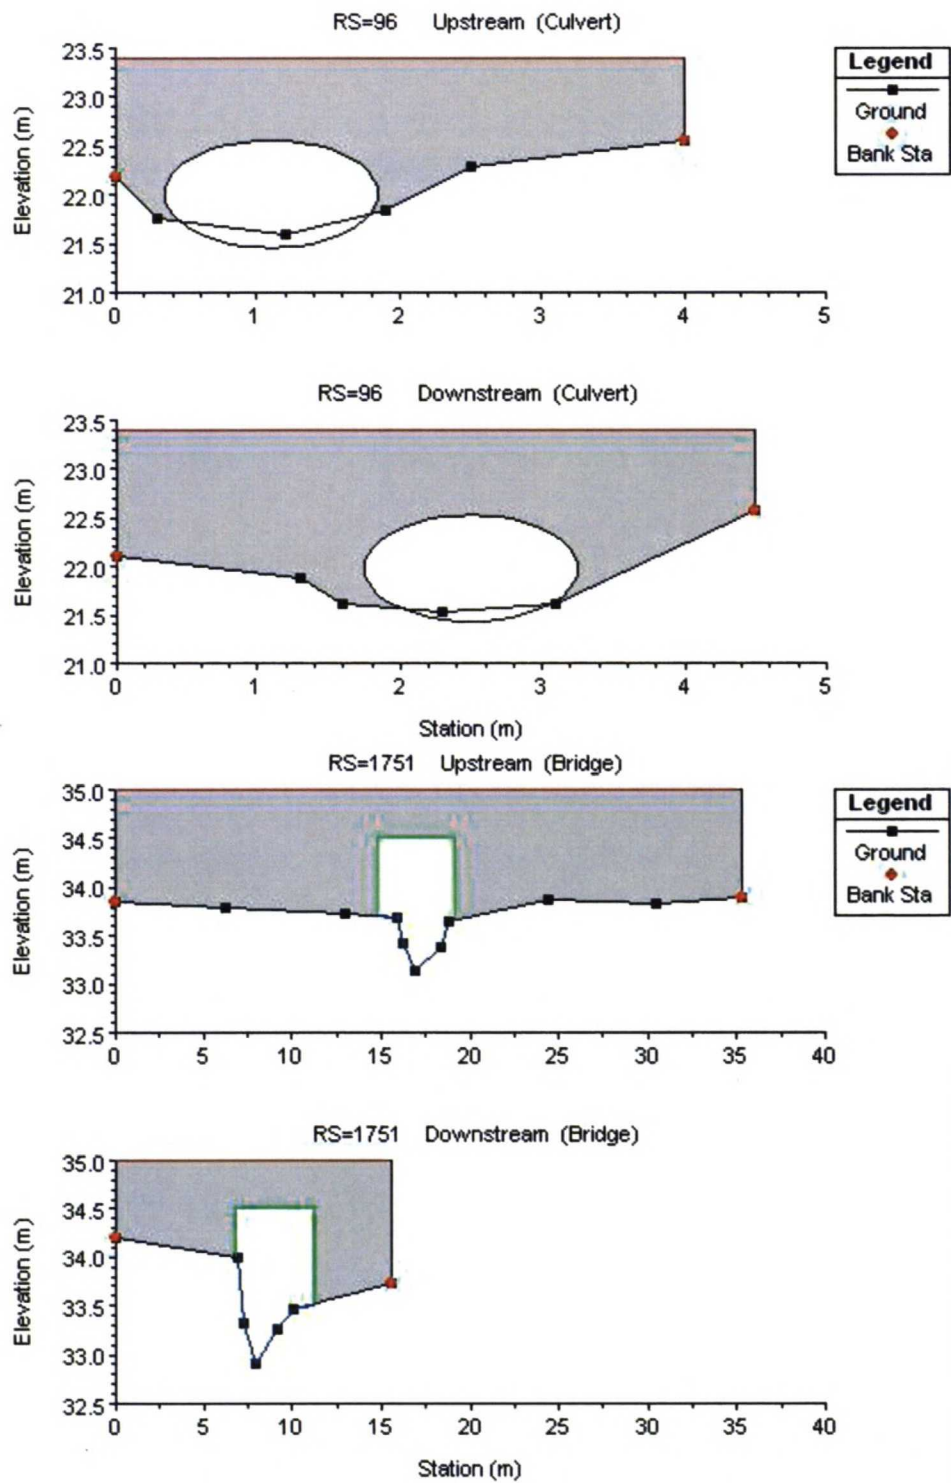 RS=96 Upstream (Culvert)
Elevation (m)
23.5
23.0
22.5
22.0
21.5
21.0
0 1 2 3 4 5
Legend
Ground
Bank Sta
RS=96 Downstream (Culvert)
Elevation (m)
23.5
23.0
22.5
22.0
21.5
21.0
0 1 2 3 4 5
Station (m)
RS=1751 Upstream (Bridge)
Elevation (m)
35.0
34.5
34.0
33.5
33.0
32.5
0 5 10 15 20 25 30 35 40
Legend
Ground
Bank Sta
RS=1751 Downstream (Bridge)
Elevation (m)
35.0
34.5
34.0
33.5
33.0
32.5
0 5 10 15 20 25 30 35 40
Station (m)